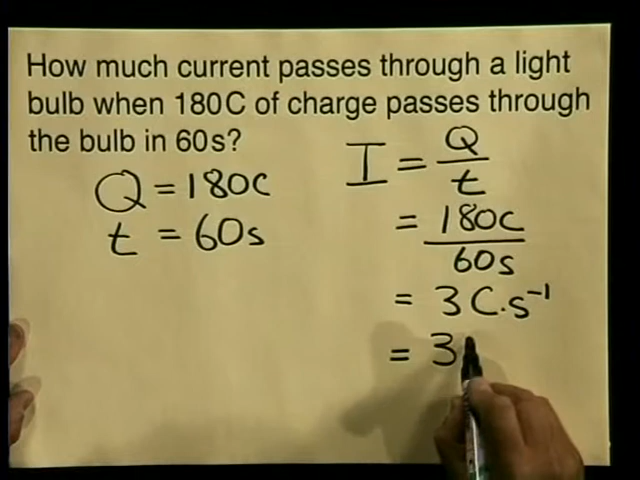 How much current passes through a light
bulb when 180C of charge passes through
the bulb in 60s?
Q = 180C
t = 60s
I = Q/t
= 180C/60s
= 3 C·s⁻¹
= 3